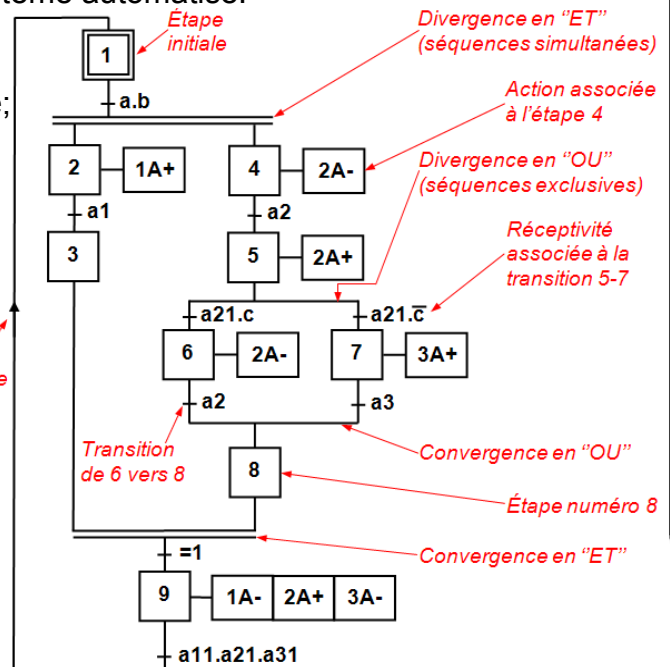 Étape
initiale
Divergence en ‘’ET’’
(séquences simultanées)
1
a.b
Action associée
à l’étape 4
2
1A+
4
2A-
Divergence en ‘’OU’’
(séquences exclusives)
a1
a2
3
5
2A+
Réceptivité
associée à la
transition 5-7
a21.c
a21.c̅
6
2A-
7
3A+
a2
a3
Transition
de 6 vers 8
8
Convergence en ‘’OU’’
Étape numéro 8
=1
Convergence en ‘’ET’’
9
1A-
2A+
3A-
a11.a21.a31